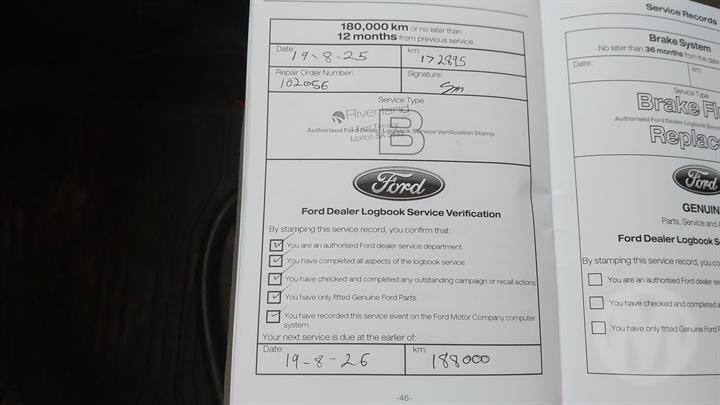 180,000 km or no later than
12 months from previous service
Date: 19-8-25
km: 172895
Repair Order Number: 102056
Signature:
Service Type
B
Riverland
Authorised Ford Dealer Logbook Service Verification Stamp
Loxton SA
Ford
Ford Dealer Logbook Service Verification
By stamping this service record, you confirm that:
You are an authorised Ford dealer service department.
You have completed all aspects of the logbook service.
You have checked and completed any outstanding campaign or recall actions.
You have only fitted Genuine Ford Parts.
You have recorded this service event on the Ford Motor Company computer
system.
Your next service is due at the earlier of:
Date: 19-8-26
km: 188000
-46-
Service Records
Brake System
No later than 36 months from the date
Date:
km:
Service Type
Brake Fl
Authorised Ford Dealer Logbook Serv
Replac
Ford
GENUIN
Parts, Service and A
Ford Dealer Logbook S
By stamping this service record, you co
You are an authorised Ford dealer se
You have checked and completed a
You have only fitted Genuine Ford P